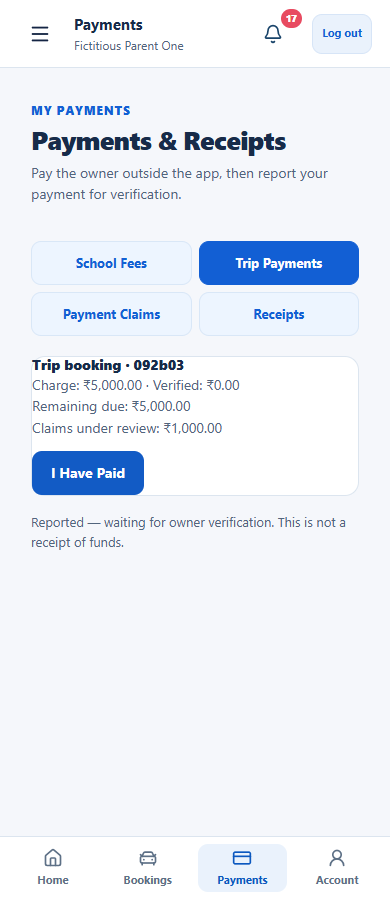 Payments
Fictitious Parent One
17
Log out
MY PAYMENTS
Payments & Receipts
Pay the owner outside the app, then report your
payment for verification.
School Fees
Trip Payments
Payment Claims
Receipts
Trip booking · 092b03
Charge: ₹5,000.00 · Verified: ₹0.00
Remaining due: ₹5,000.00
Claims under review: ₹1,000.00
I Have Paid
Reported — waiting for owner verification. This is not a
receipt of funds.
Home
Bookings
Payments
Account